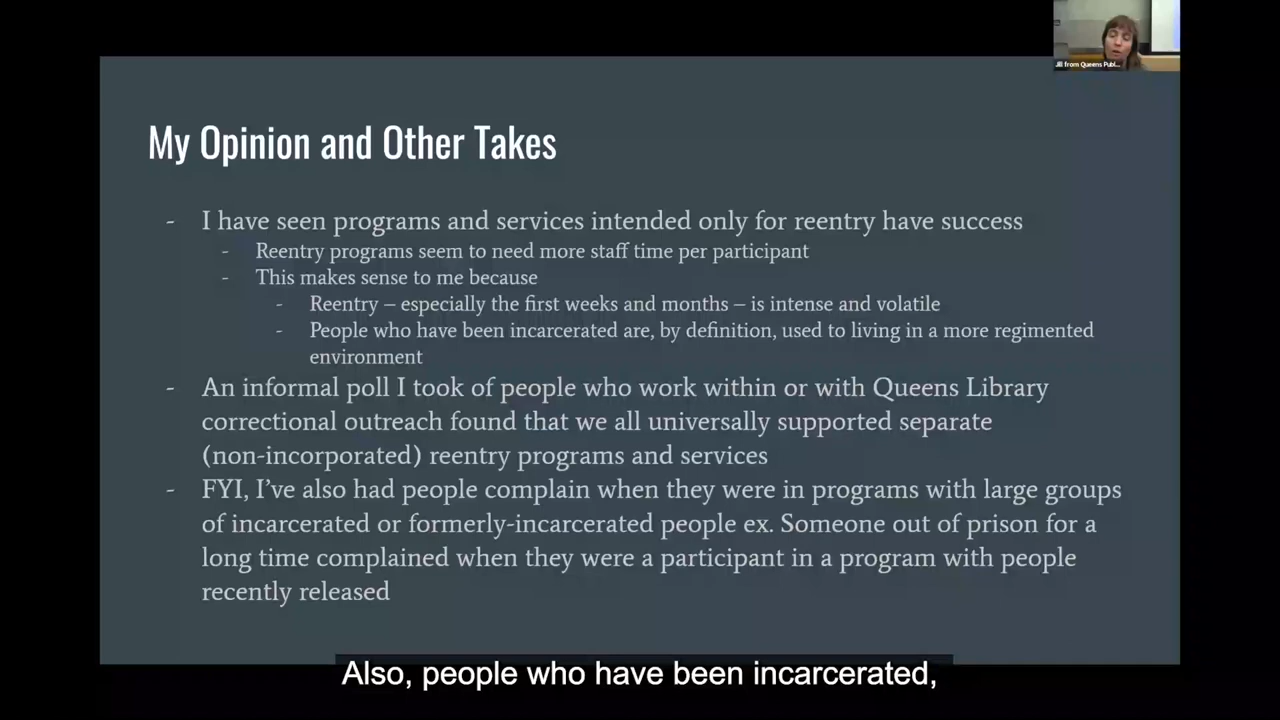 Jill from Queens Publ...
My Opinion and Other Takes
- I have seen programs and services intended only for reentry have success
- Reentry programs seem to need more staff time per participant
- This makes sense to me because
- Reentry – especially the first weeks and months – is intense and volatile
- People who have been incarcerated are, by definition, used to living in a more regimented
environment
- An informal poll I took of people who work within or with Queens Library
correctional outreach found that we all universally supported separate
(non-incorporated) reentry programs and services
- FYI, I've also had people complain when they were in programs with large groups
of incarcerated or formerly-incarcerated people ex. Someone out of prison for a
long time complained when they were a participant in a program with people
recently released
Also, people who have been incarcerated,